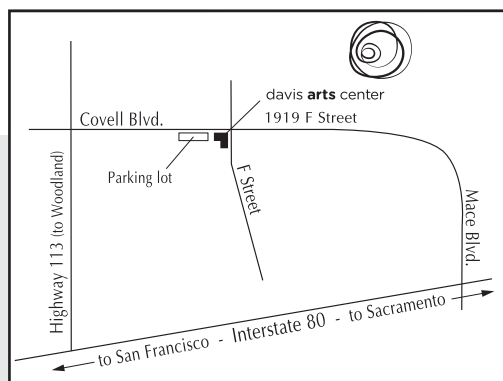 davis arts center
1919 F Street
Covell Blvd.
Parking lot
F Street
Highway 113 (to Woodland)
Mace Blvd.
to San Francisco - Interstate 80 - to Sacramento